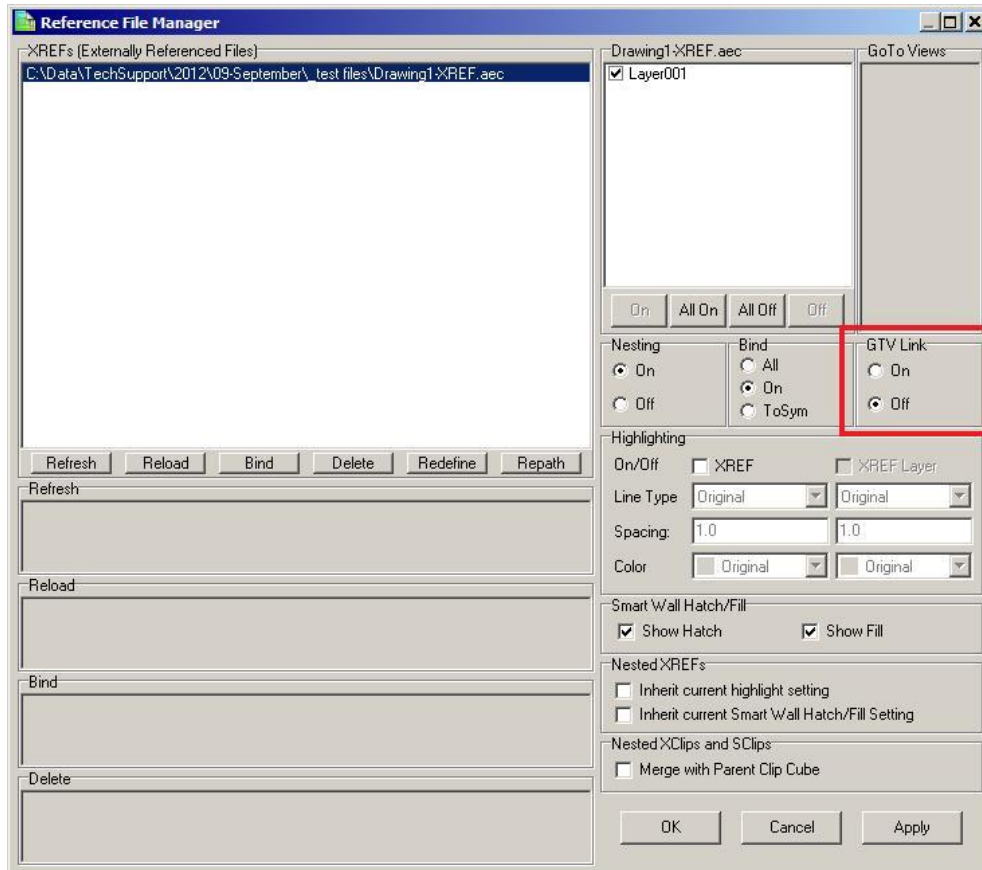 Reference File Manager
XREFs (Externally Referenced Files)
C:\Data\TechSupport\2012\09-September\_test files\Drawing1-XREF.aec
Refresh Reload Bind Delete Redefine Repath
Refresh
Reload
Bind
Delete
Drawing1-XREF.aec
Layer001
On All On All Off Off
GoTo Views
Nesting
On
Off
Bind
All
On
ToSym
GTV Link
On
Off
Highlighting
On/Off XREF XREF Layer
Line Type Original Original
Spacing: 1.0 1.0
Color Original Original
Smart Wall Hatch/Fill
Show Hatch Show Fill
Nested XREFs
Inherit current highlight setting
Inherit current Smart Wall Hatch/Fill Setting
Nested XClips and SClips
Merge with Parent Clip Cube
OK Cancel Apply